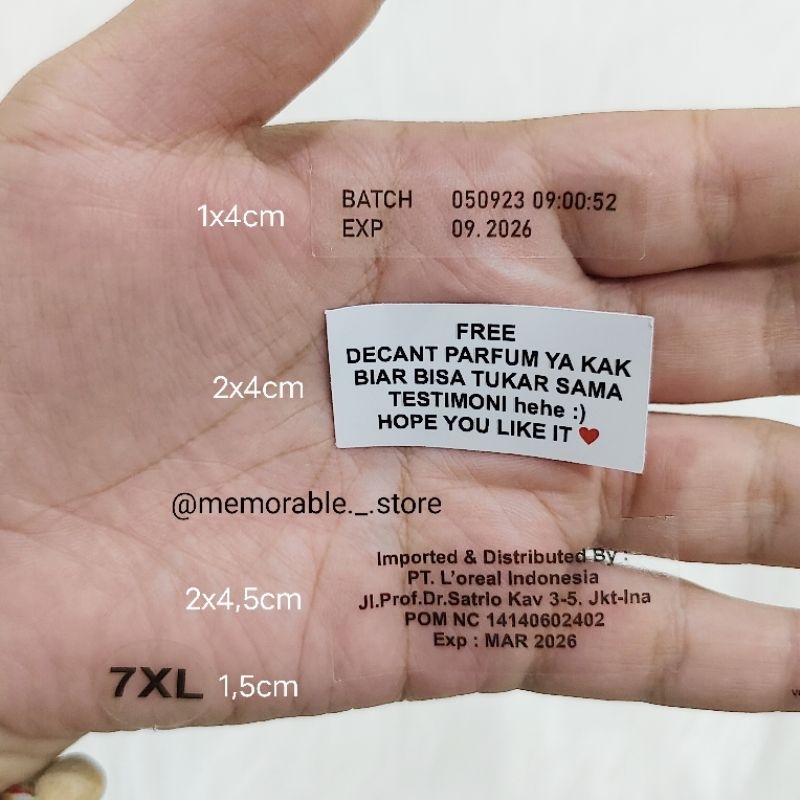 1x4cm
BATCH 050923 09:00:52
EXP 09.2026
2x4cm
FREE
DECANT PARFUM YA KAK
BIAR BISA TUKAR SAMA
TESTIMONI hehe :)
HOPE YOU LIKE IT ❤
@memorable._.store
2x4,5cm
Imported & Distributed By :
PT. L'oreal Indonesia
Jl.Prof.Dr.Satrio Kav 3-5. Jkt-Ina
POM NC 14140602402
Exp : MAR 2026
7XL 1,5cm